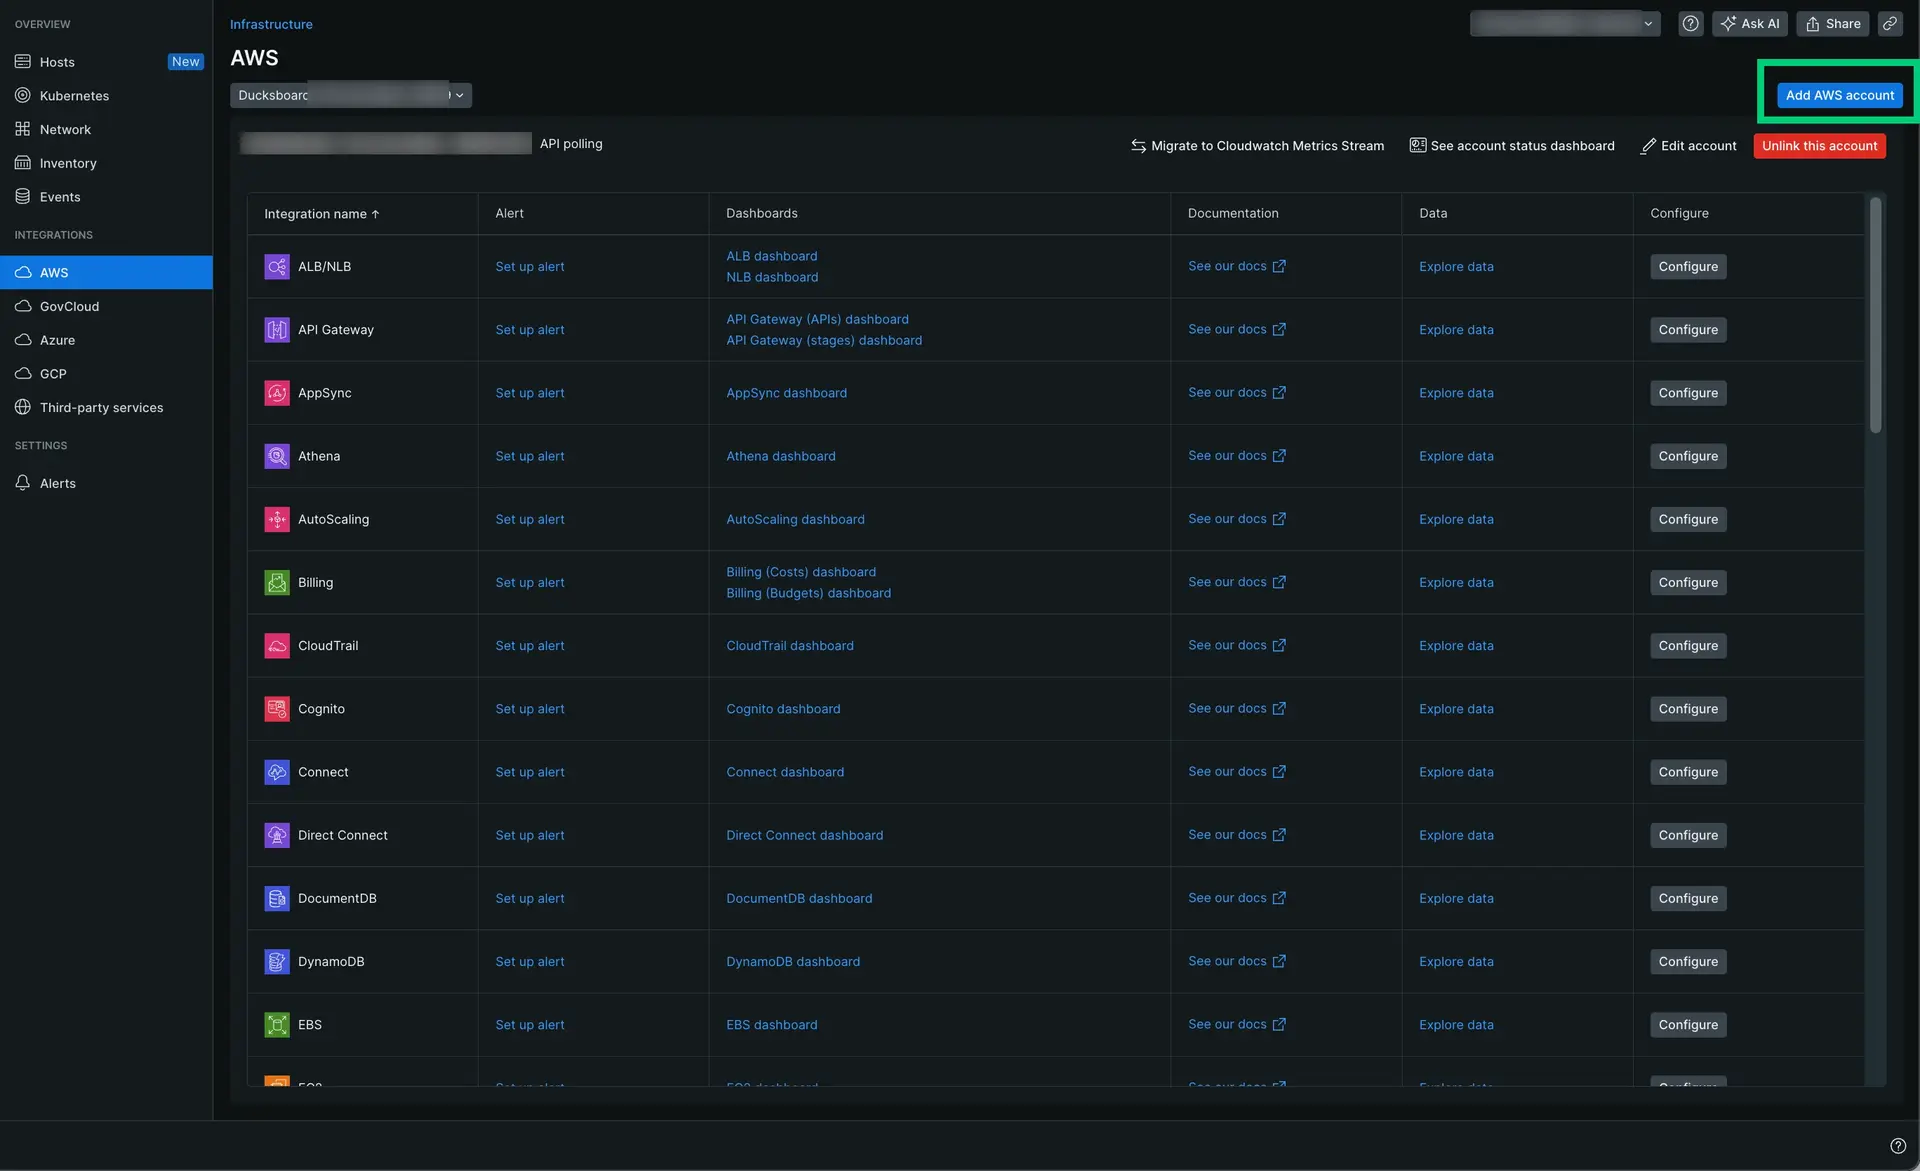 OVERVIEW
Hosts
New
Kubernetes
Network
Inventory
Events
INTEGRATIONS
AWS
GovCloud
Azure
GCP
Third-party services
SETTINGS
Alerts
Infrastructure
Ask AI
Share
AWS
Ducksboard
Add AWS account
API polling
Migrate to Cloudwatch Metrics Stream
See account status dashboard
Edit account
Unlink this account
Integration name ↑ Alert Dashboards Documentation Data Configure
ALB/NLB Set up alert ALB dashboard See our docs Explore data Configure
NLB dashboard
API Gateway Set up alert API Gateway (APIs) dashboard See our docs Explore data Configure
API Gateway (stages) dashboard
AppSync Set up alert AppSync dashboard See our docs Explore data Configure
Athena Set up alert Athena dashboard See our docs Explore data Configure
AutoScaling Set up alert AutoScaling dashboard See our docs Explore data Configure
Billing Set up alert Billing (Costs) dashboard See our docs Explore data Configure
Billing (Budgets) dashboard
CloudTrail Set up alert CloudTrail dashboard See our docs Explore data Configure
Cognito Set up alert Cognito dashboard See our docs Explore data Configure
Connect Set up alert Connect dashboard See our docs Explore data Configure
Direct Connect Set up alert Direct Connect dashboard See our docs Explore data Configure
DocumentDB Set up alert DocumentDB dashboard See our docs Explore data Configure
DynamoDB Set up alert DynamoDB dashboard See our docs Explore data Configure
EBS Set up alert EBS dashboard See our docs Explore data Configure